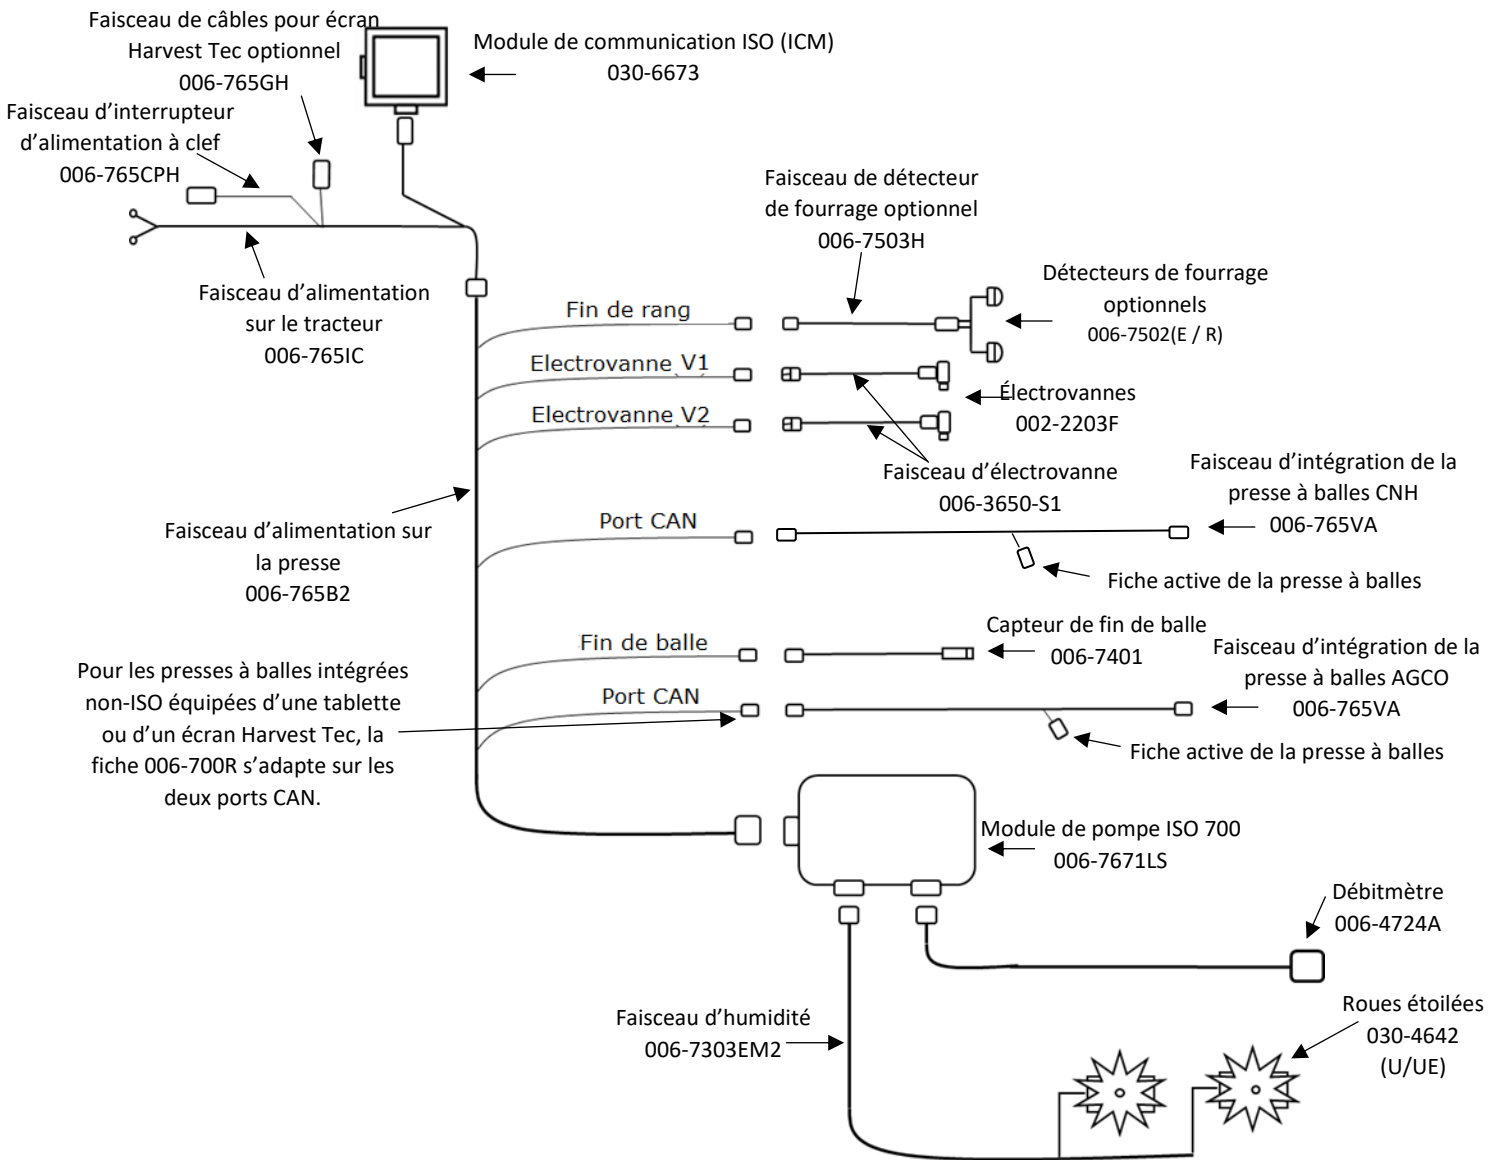 Faisceau de câbles pour écran
Harvest Tec optionnel
006-765GH
Module de communication ISO (ICM)
030-6673
Faisceau d’interrupteur
d’alimentation à clef
006-765CPH
Faisceau d’alimentation
sur le tracteur
006-765IC
Faisceau de détecteur
de fourrage optionnel
006-7503H
Détecteurs de fourrage
optionnels
006-7502(E / R)
Fin de rang
Electrovanne V1
Electrovanne V2
Électrovannes
002-2203F
Faisceau d’électrovanne
006-3650-S1
Faisceau d’intégration de la
presse à balles CNH
006-765VA
Port CAN
Fiche active de la presse à balles
Faisceau d’alimentation sur
la presse
006-765B2
Fin de balle
Capteur de fin de balle
006-7401
Faisceau d’intégration de la
presse à balles AGCO
006-765VA
Port CAN
Fiche active de la presse à balles
Pour les presses à balles intégrées
non-ISO équipées d’une tablette
ou d’un écran Harvest Tec, la
fiche 006-700R s’adapte sur les
deux ports CAN.
Module de pompe ISO 700
006-7671LS
Débitmètre
006-4724A
Faisceau d’humidité
006-7303EM2
Roues étoilées
030-4642
(U/UE)